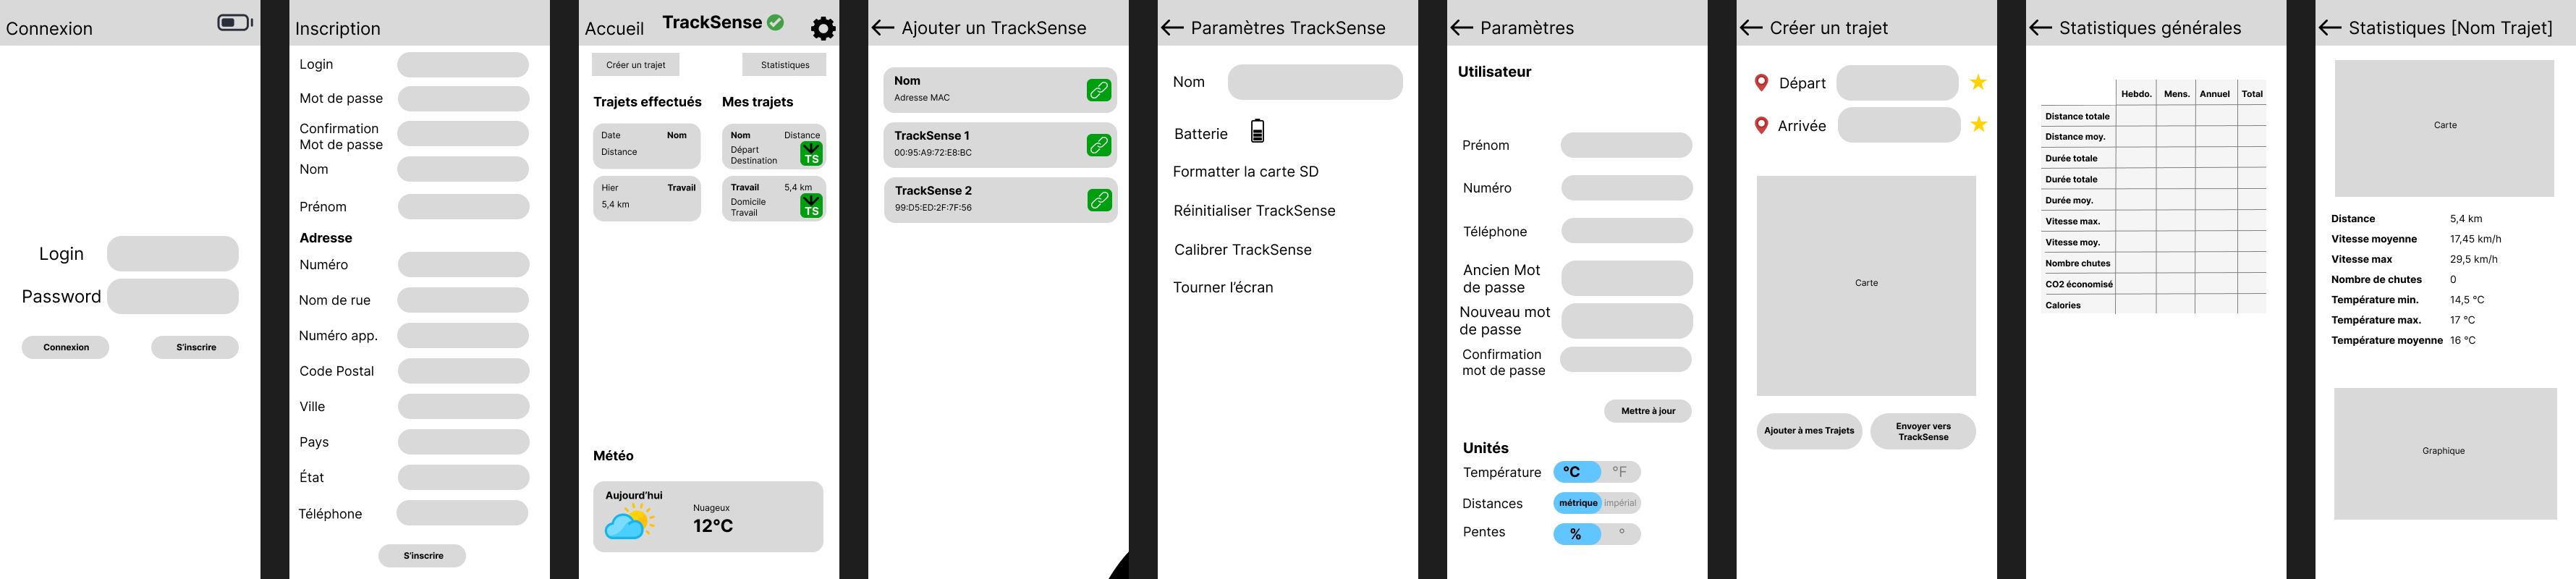 Connexion
Login
Password
Connexion
S'inscrire
Inscription
Login
Mot de passe
Confirmation
Mot de passe
Nom
Prénom
Adresse
Numéro
Nom de rue
Numéro app.
Code Postal
Ville
Pays
État
Téléphone
S'inscrire
Accueil
TrackSense
Créer un trajet
Statistiques
Trajets effectués
Date
Nom
Distance
Hier
Travail
5,4 km
Mes trajets
Nom
Distance
Départ
Destination
TS
Travail
5,4 km
Domicile
Travail
TS
Météo
Aujourd'hui
Nuageux
12°C
Ajouter un TrackSense
Nom
Adresse MAC
TrackSense 1
00:95:A9:72:E8:BC
TrackSense 2
99:D5:ED:2F:7F:56
Paramètres TrackSense
Nom
Batterie
Formatter la carte SD
Réinitialiser TrackSense
Calibrer TrackSense
Tourner l'écran
Paramètres
Utilisateur
Prénom
Numéro
Téléphone
Ancien Mot
de passe
Nouveau mot
de passe
Confirmation
mot de passe
Mettre à jour
Unités
Température
°C
°F
Distances
métrique
impérial
Pentes
%
°
Créer un trajet
Départ
Arrivée
Carte
Ajouter à mes Trajets
Envoyer vers
TrackSense
Statistiques générales
Hebdo. Mens. Annuel Total
Distance totale
Distance moy.
Durée totale
Durée totale
Durée moy.
Vitesse max.
Vitesse moy.
Nombre chutes
CO2 économisé
Calories
Statistiques [Nom Trajet]
Carte
Distance 5,4 km
Vitesse moyenne 17,45 km/h
Vitesse max 29,5 km/h
Nombre de chutes 0
Température min. 14,5 °C
Température max. 17 °C
Température moyenne 16 °C
Graphique